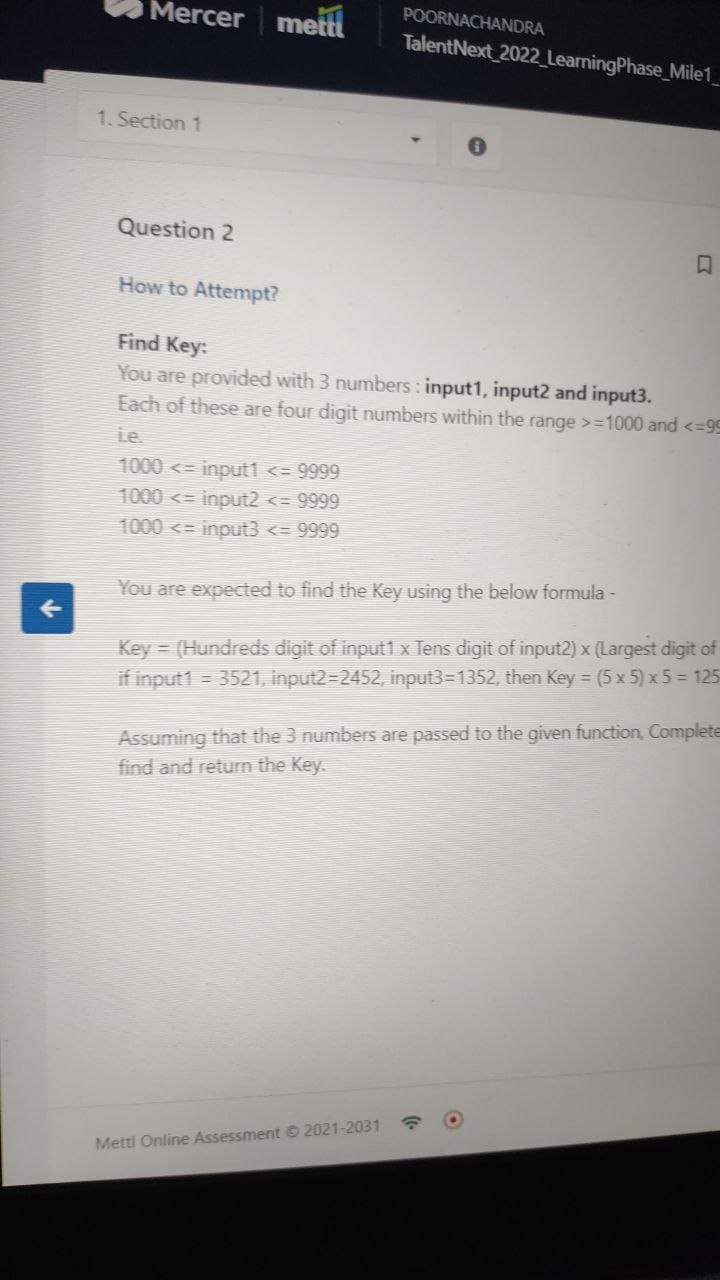 Mercer mettl
POORNACHANDRA
TalentNext_2022_LearningPhase_Mile1_
1. Section 1
Question 2
How to Attempt?
Find Key:
You are provided with 3 numbers : input1, input2 and input3.
Each of these are four digit numbers within the range >=1000 and <=99
i.e.
1000 <= input1 <= 9999
1000 <= input2 <= 9999
1000 <= input3 <= 9999
You are expected to find the Key using the below formula -
Key = (Hundreds digit of input1 x Tens digit of input2) x (Largest digit of
if input1 = 3521, input2=2452, input3=1352, then Key = (5 x 5) x 5 = 125
Assuming that the 3 numbers are passed to the given function, Complete
find and return the Key.
Mettl Online Assessment © 2021-2031